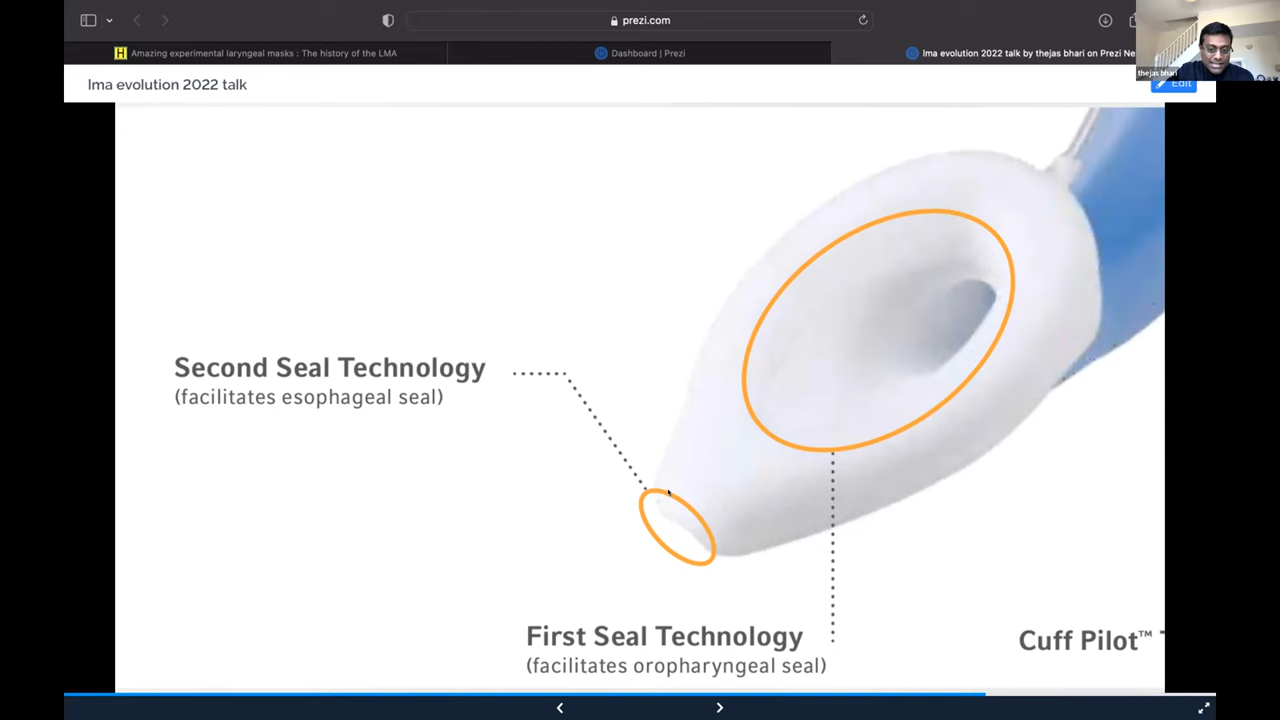 prezi.com
H Amazing experimental laryngeal masks : The history of the LMA
Dashboard | Prezi
lma evolution 2022 talk by thejas bhari on Prezi Ne
thejas bhari
lma evolution 2022 talk
Edit
Second Seal Technology
(facilitates esophageal seal)
First Seal Technology
(facilitates oropharyngeal seal)
Cuff Pilot™ T